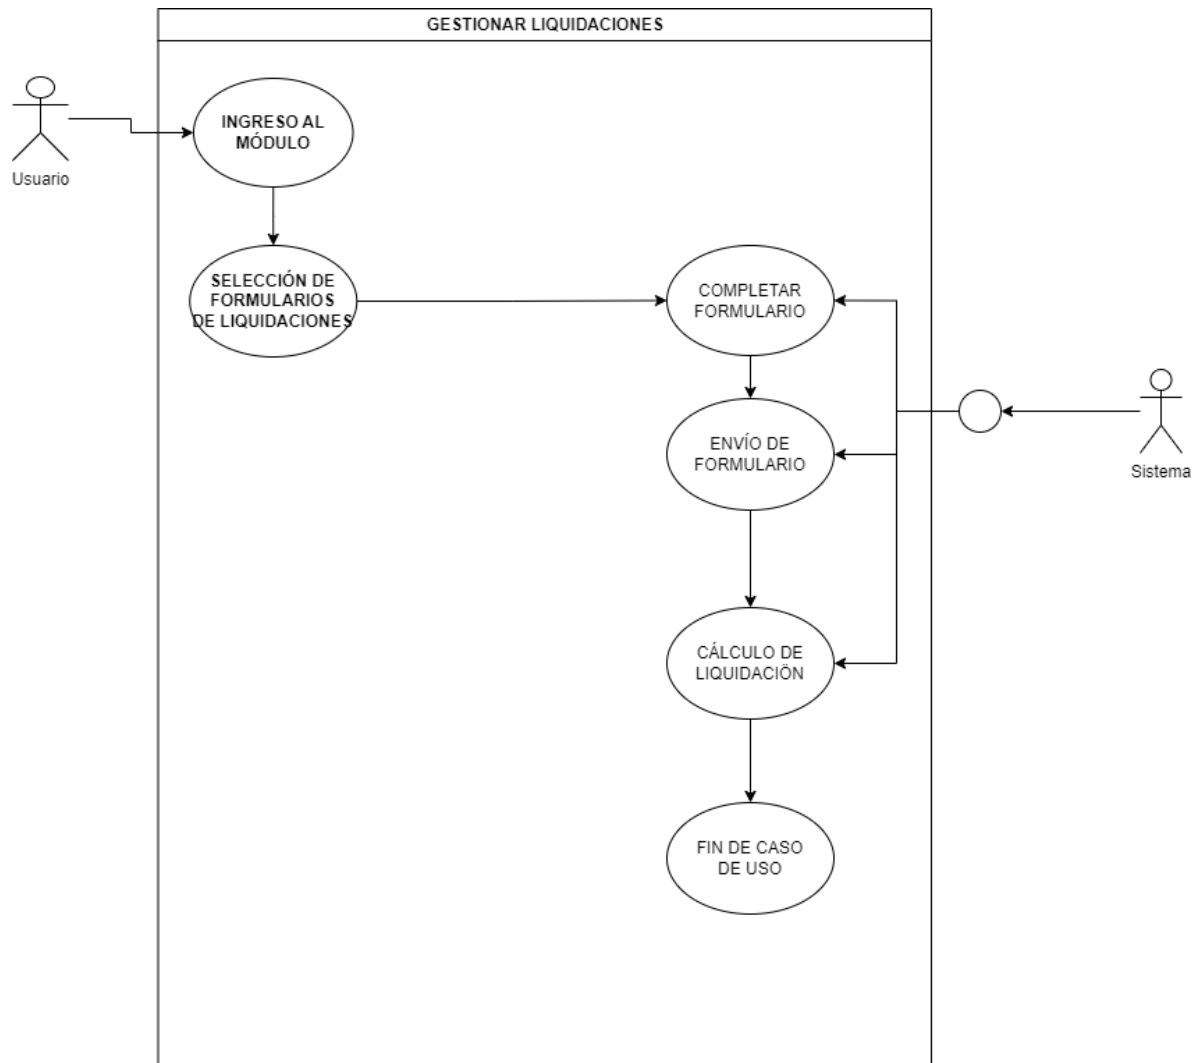 GESTIONAR LIQUIDACIONES
INGRESO AL
MÓDULO
Usuario
SELECCIÓN DE
FORMULARIOS
DE LIQUIDACIONES
COMPLETAR
FORMULARIO
ENVÍO DE
FORMULARIO
Sistema
CÁLCULO DE
LIQUIDACIÖN
FIN DE CASO
DE USO